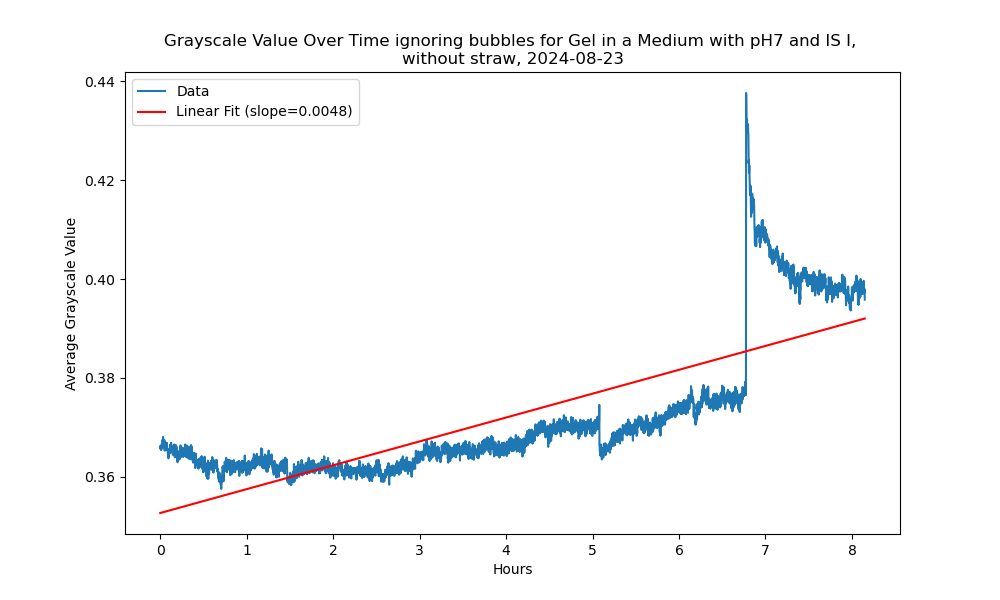 Grayscale Value Over Time ignoring bubbles for Gel in a Medium with pH7 and IS I,
without straw, 2024-08-23
Data
Linear Fit (slope=0.0048)
Average Grayscale Value
0.44
0.42
0.40
0.38
0.36
0 1 2 3 4 5 6 7 8
Hours